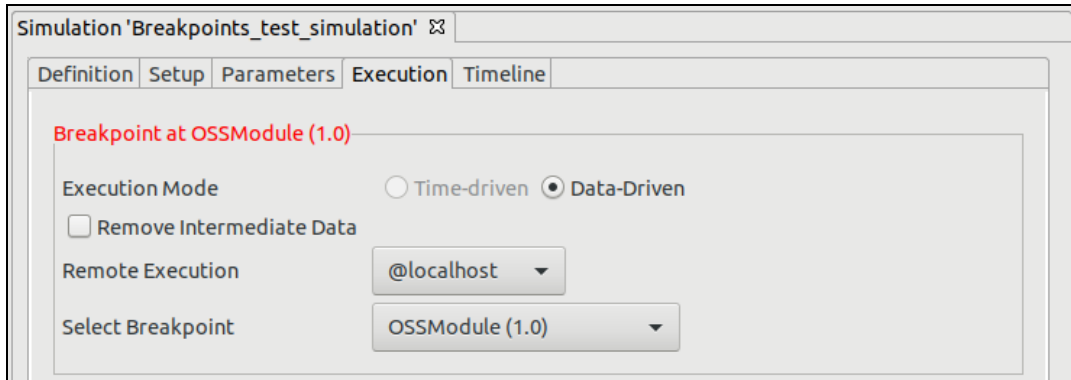 Simulation 'Breakpoints_test_simulation'
Definition Setup Parameters Execution Timeline
Breakpoint at OSSModule (1.0)
Execution Mode Time-driven Data-Driven
Remove Intermediate Data
Remote Execution @localhost
Select Breakpoint OSSModule (1.0)